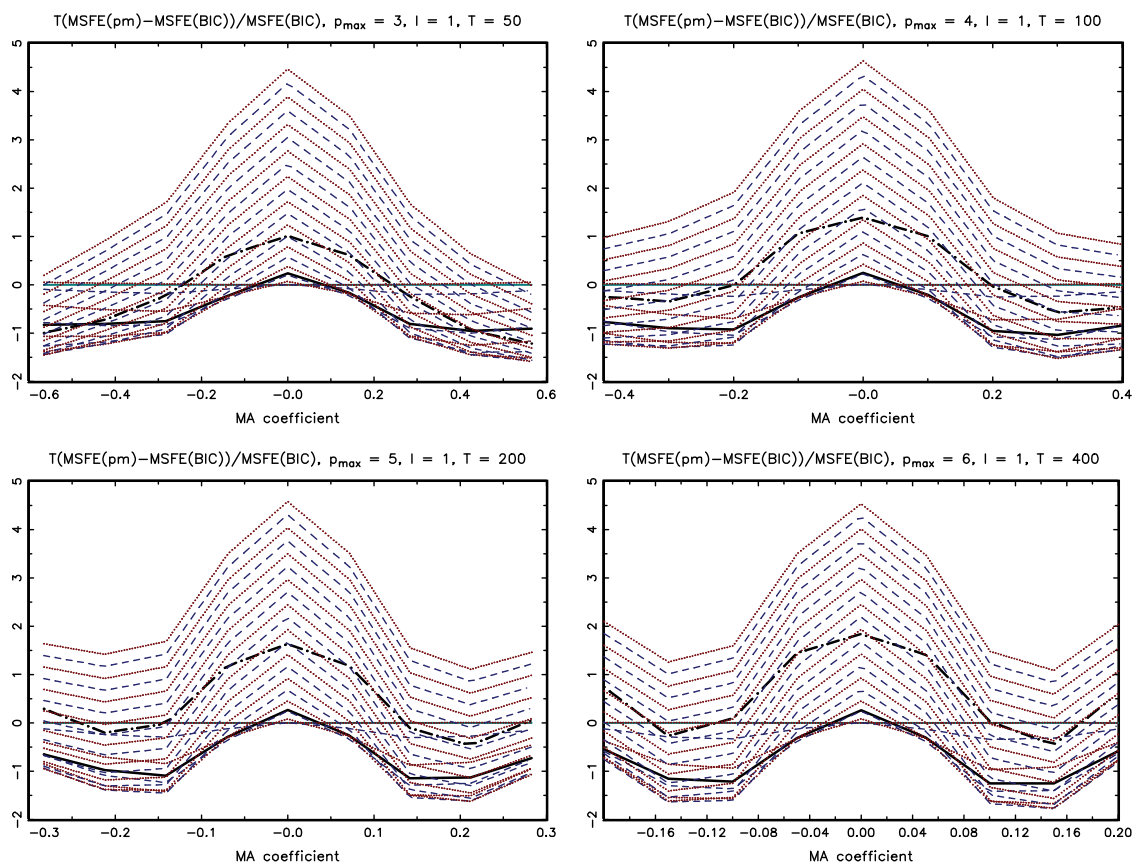 T(MSFE(pm)−MSFE(BIC))/MSFE(BIC), pmax = 3, l = 1, T = 50
5
4
3
2
1
0
−1
−2
−0.6 −0.4 −0.2 −0.0 0.2 0.4 0.6
MA coefficient
T(MSFE(pm)−MSFE(BIC))/MSFE(BIC), pmax = 4, l = 1, T = 100
5
4
3
2
1
0
−1
−2
−0.4 −0.2 −0.0 0.2 0.4
MA coefficient
T(MSFE(pm)−MSFE(BIC))/MSFE(BIC), pmax = 5, l = 1, T = 200
5
4
3
2
1
0
−1
−2
−0.3 −0.2 −0.1 −0.0 0.1 0.2 0.3
MA coefficient
T(MSFE(pm)−MSFE(BIC))/MSFE(BIC), pmax = 6, l = 1, T = 400
5
4
3
2
1
0
−1
−2
−0.16 −0.12 −0.08 −0.04 0.00 0.04 0.08 0.12 0.16 0.20
MA coefficient